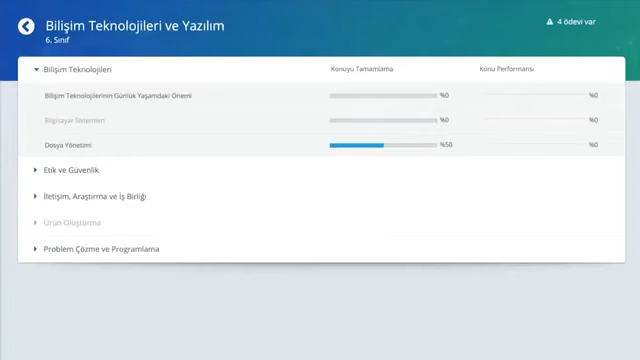 Bilişim Teknolojileri ve Yazılım
6. Sınıf
4 ödevi var
Bilişim Teknolojileri
Konuyu Tamamlama
Konu Performansı
Bilişim Teknolojilerinin Günlük Yaşamdaki Önemi %0 %0
Bilgisayar Sistemleri %0 %0
Dosya Yönetimi %50 %0
Etik ve Güvenlik
İletişim, Araştırma ve İş Birliği
Ürün Oluşturma
Problem Çözme ve Programlama